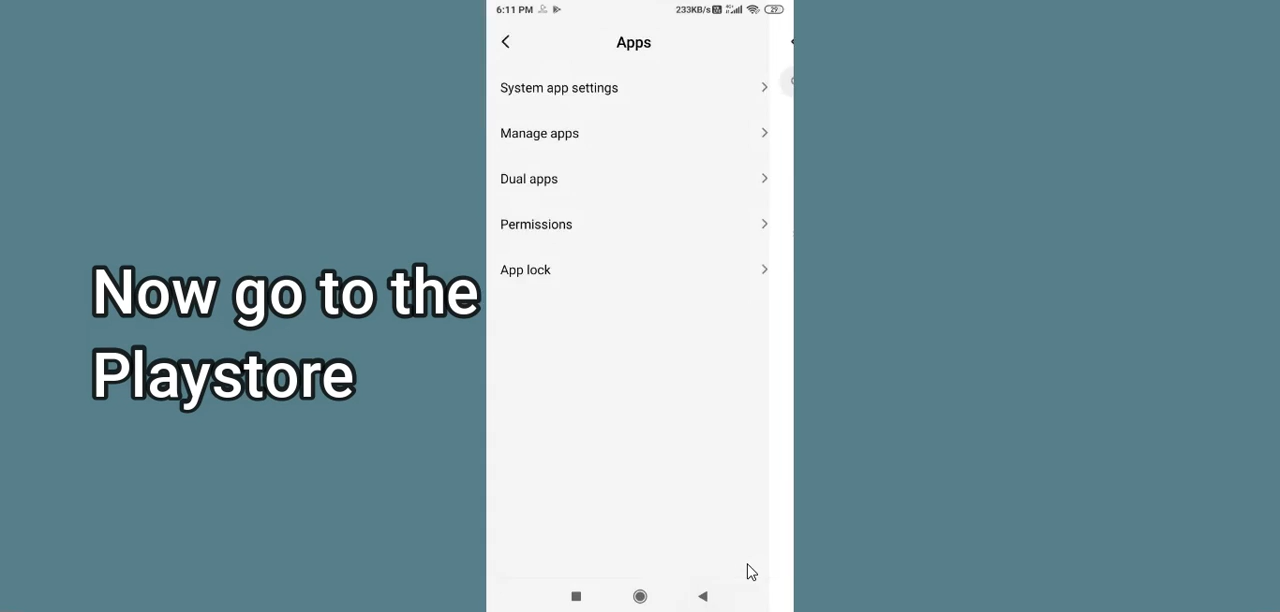 6:11 PM 233KB/s 29
Apps
System app settings
Manage apps
Dual apps
Permissions
App lock
Now go to the
Playstore